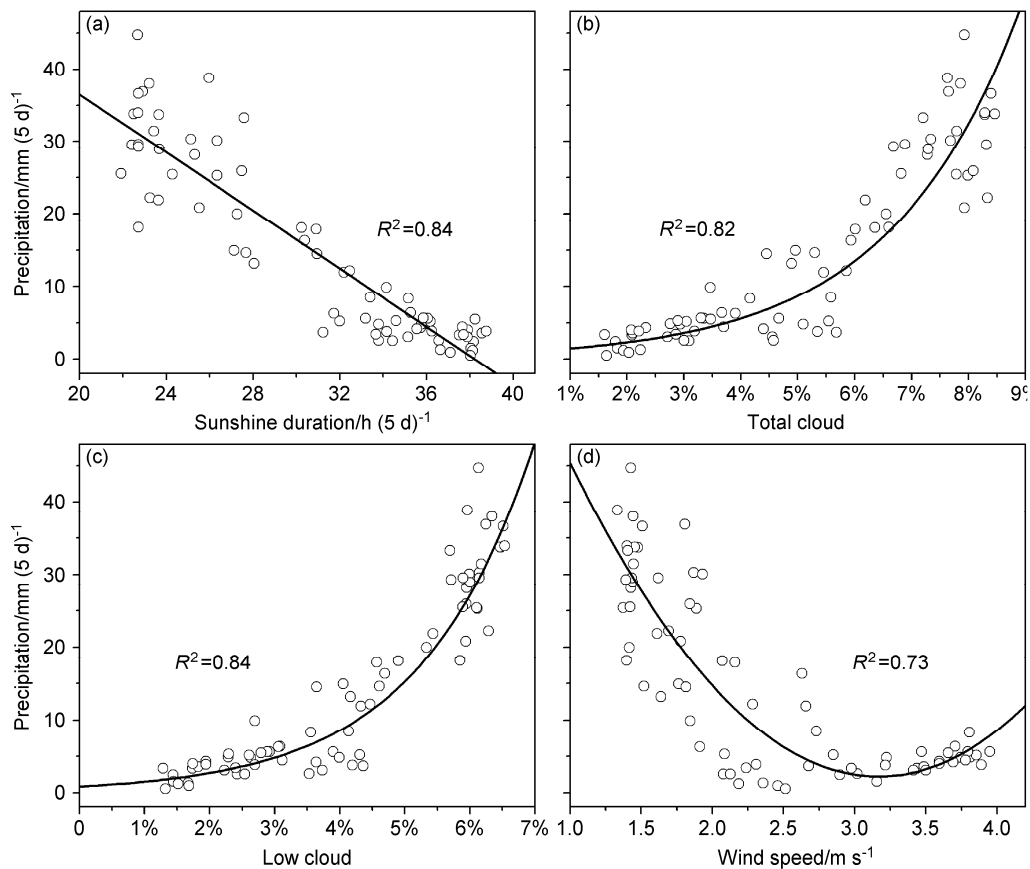 (a)
Precipitation/mm (5 d)⁻¹
40
30
20
10
0
R²=0.84
20 24 28 32 36 40
Sunshine duration/h (5 d)⁻¹
(b)
R²=0.82
1% 2% 3% 4% 5% 6% 7% 8% 9%
Total cloud
(c)
Precipitation/mm (5 d)⁻¹
40
30
20
10
0
R²=0.84
0 1% 2% 3% 4% 5% 6% 7%
Low cloud
(d)
R²=0.73
1.0 1.5 2.0 2.5 3.0 3.5 4.0
Wind speed/m s⁻¹